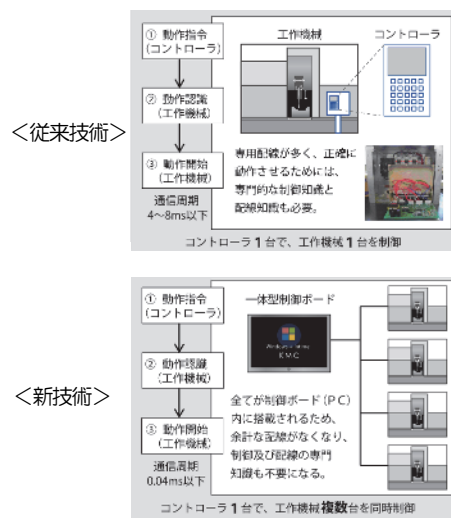 <従来技術>
① 動作指令
(コントローラ)
② 動作認識
(工作機械)
③ 動作開始
(工作機械)
通信周期
4~8ms以下
工作機械
コントローラ
専用配線が多く、正確に
動作させるためには、
専門的な制御知識と
配線知識も必要。
コントローラ1台で、工作機械1台を制御
<新技術>
① 動作指令
(コントローラ)
② 動作認識
(工作機械)
③ 動作開始
(工作機械)
通信周期
0.04ms以下
一体型制御ボード
KMC
全てが制御ボード(PC)
内に搭載されるため、
余計な配線がなくなり、
制御及び配線の専門
知識も不要になる。
コントローラ1台で、工作機械複数台を同時制御